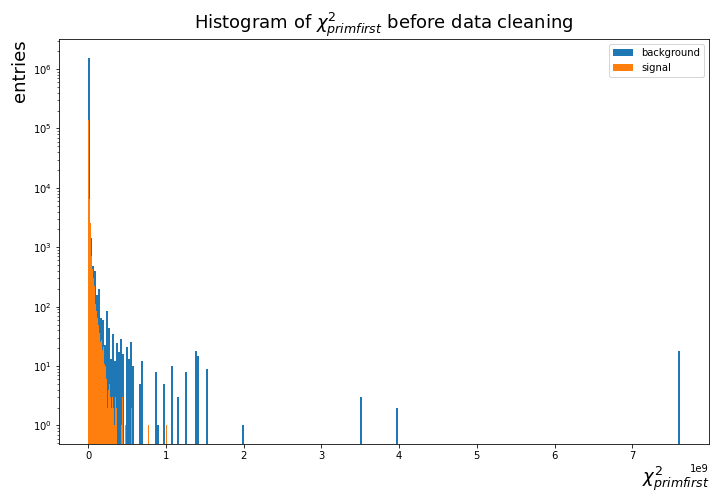 Histogram of χ²primfirst before data cleaning
entries
background
signal
10⁶
10⁵
10⁴
10³
10²
10¹
10⁰
0 1 2 3 4 5 6 7
1e9
χ²primfirst